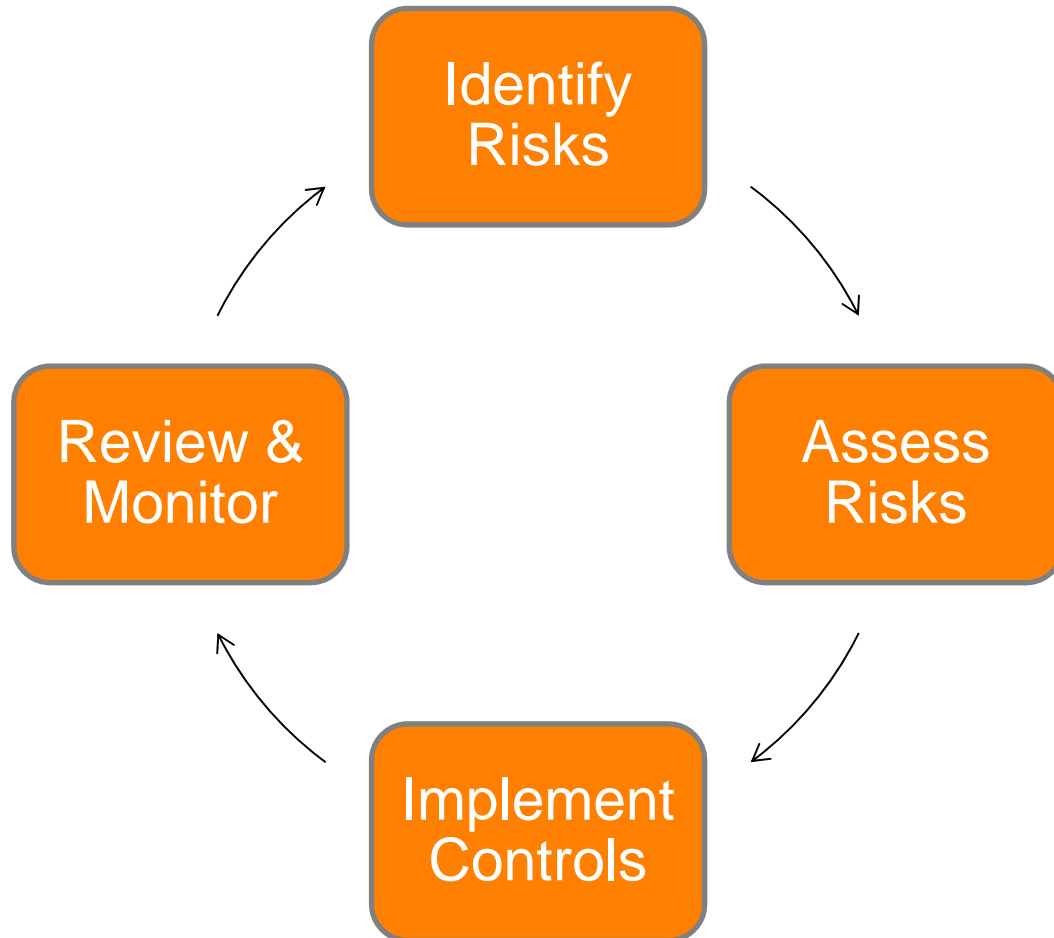 Identify
Risks
Assess
Risks
Implement
Controls
Review &
Monitor